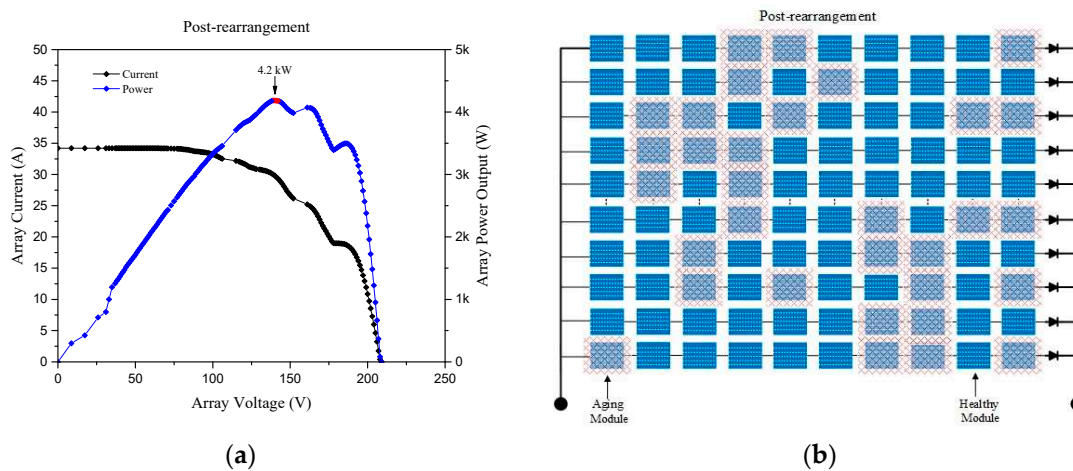 Post-rearrangement
50
45
40
35
30
25
20
15
10
5
0
Array Current (A)
Current
Power
4.2 kW
5k
4k
3k
2k
1k
0
Array Power Output (W)
0 50 100 150 200 250
Array Voltage (V)
(a)
Post-rearrangement
Aging
Module
Healthy
Module
(b)